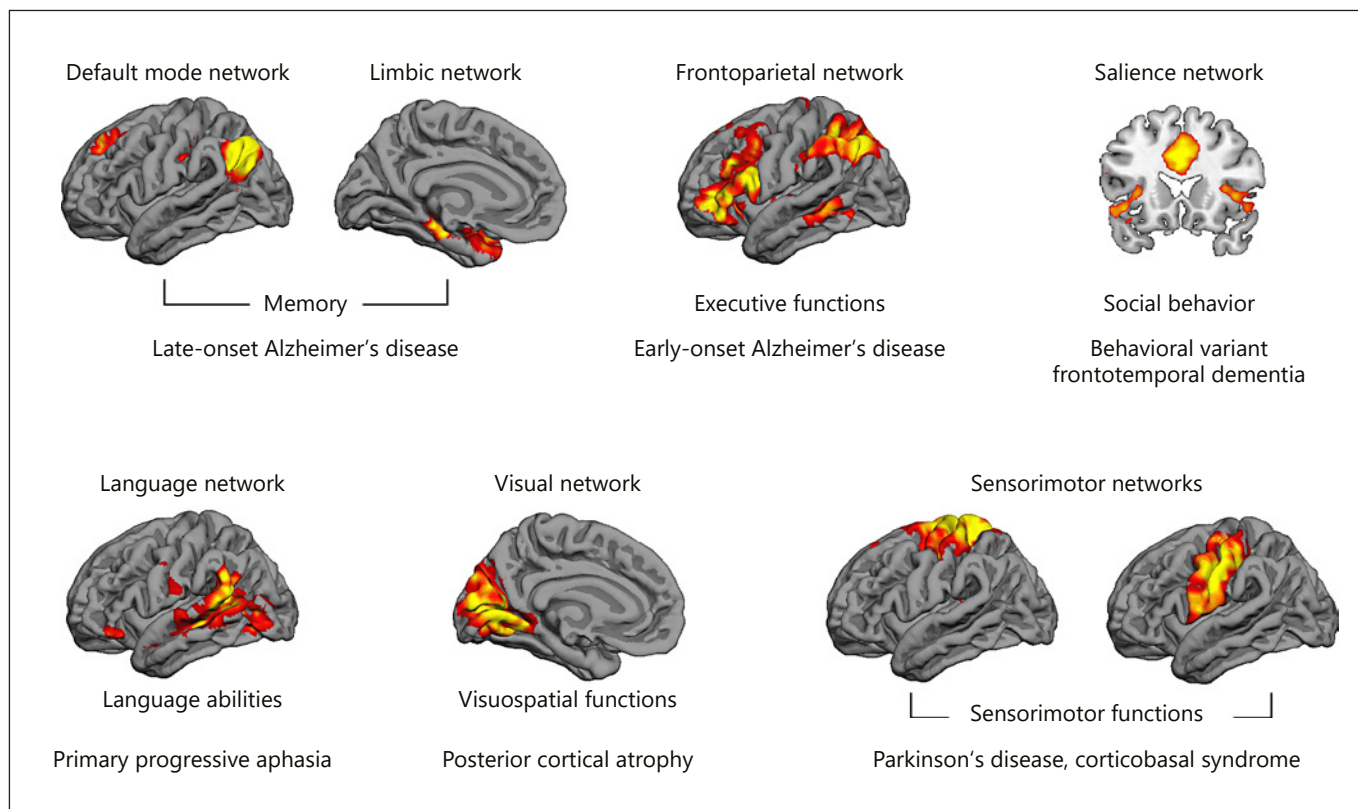 Default mode network
Limbic network
Frontoparietal network
Salience network
Memory
Executive functions
Social behavior
Late-onset Alzheimer's disease
Early-onset Alzheimer's disease
Behavioral variant
frontotemporal dementia
Language network
Visual network
Sensorimotor networks
Language abilities
Visuospatial functions
Sensorimotor functions
Primary progressive aphasia
Posterior cortical atrophy
Parkinson's disease, corticobasal syndrome